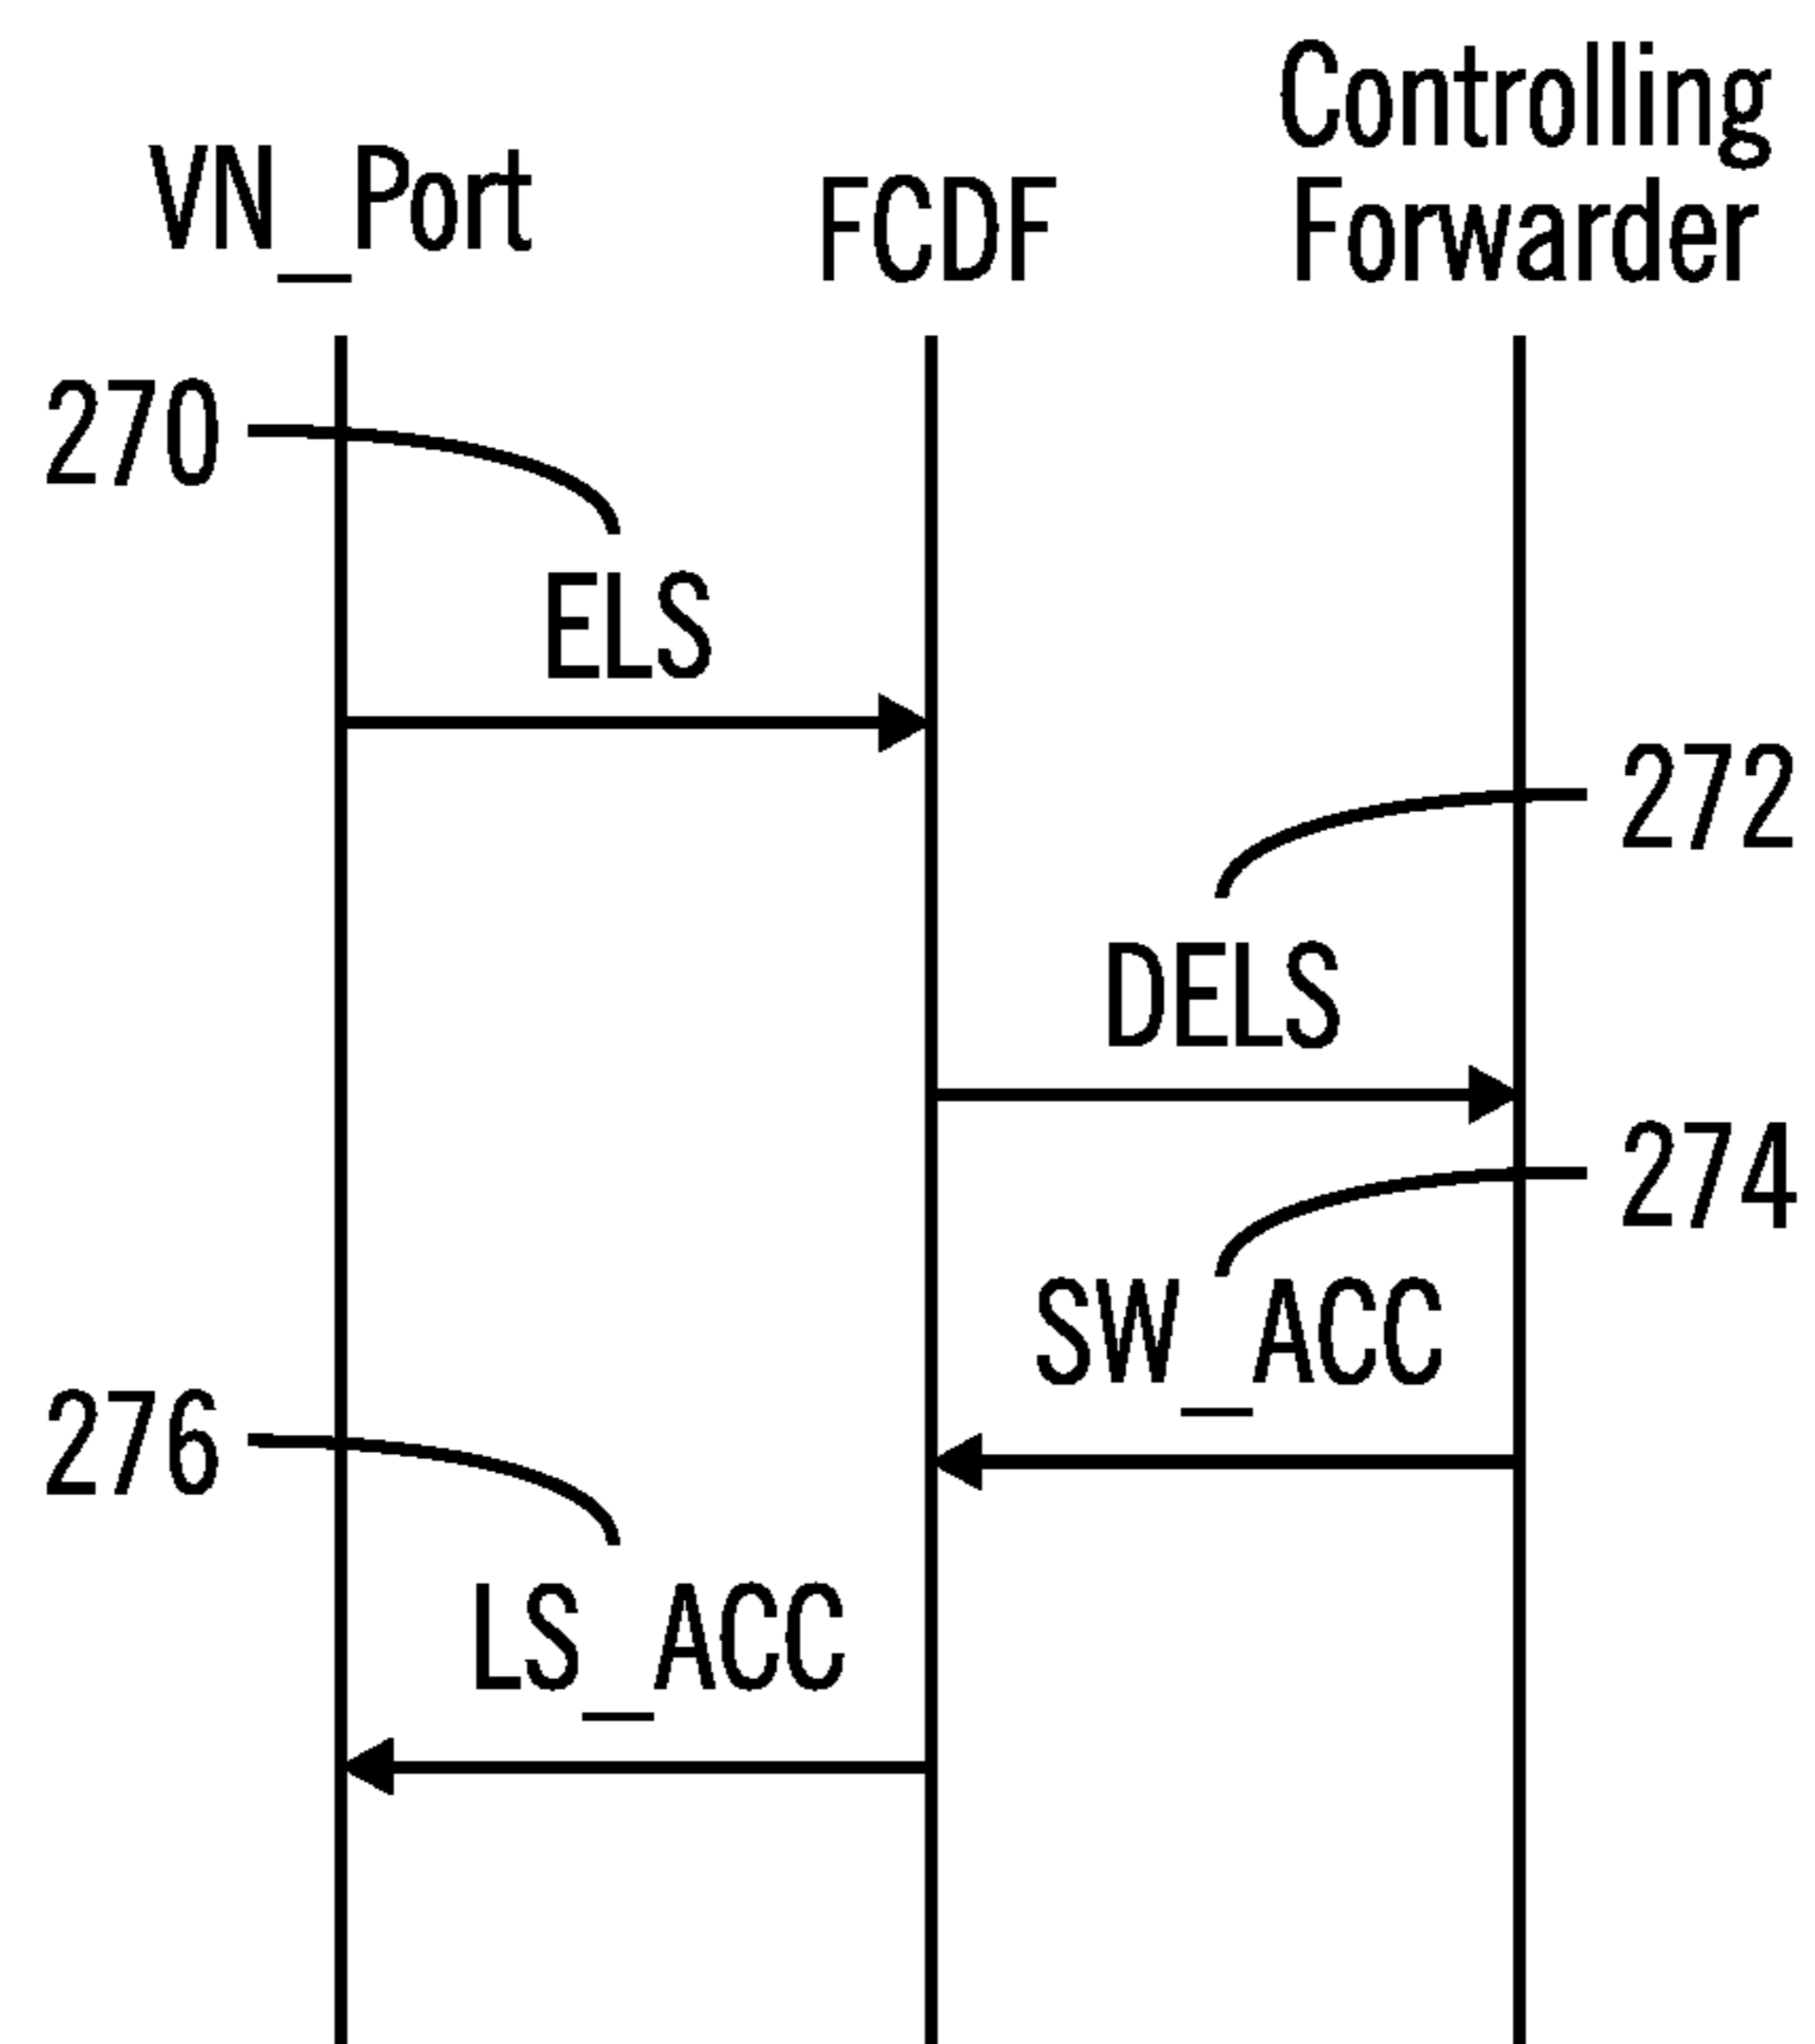 VN_Port
FCDF
Controlling
Forwarder
270
ELS
272
DELS
274
SW_ACC
276
LS_ACC